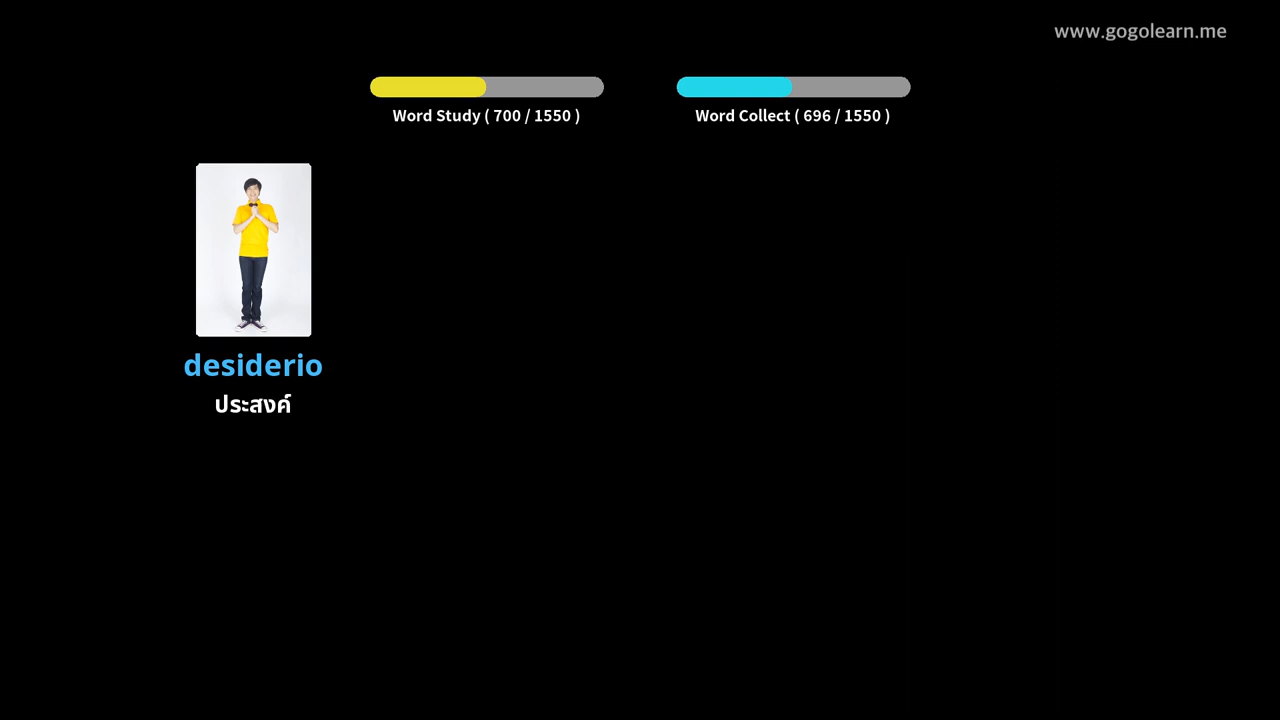 www.gogolearn.me
Word Study ( 700 / 1550 )
Word Collect ( 696 / 1550 )
desiderio
ประสงค์